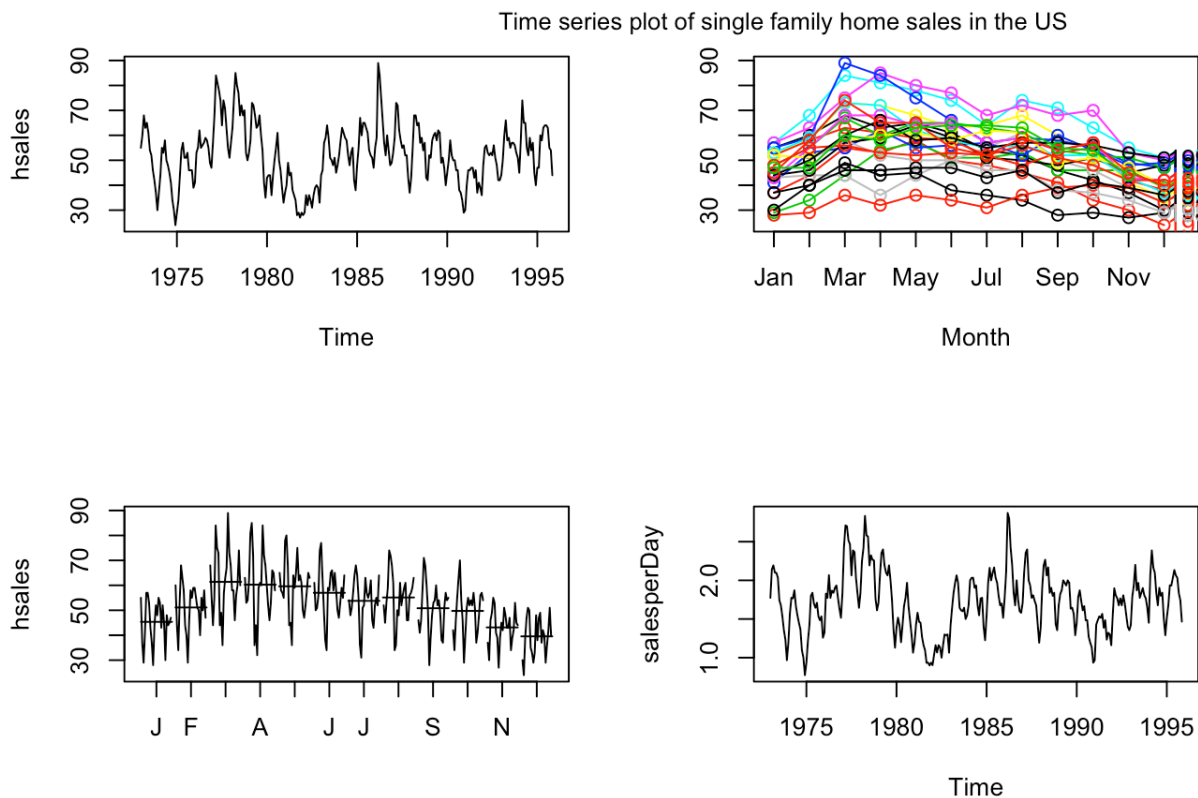 Time series plot of single family home sales in the US
hsales
90
70
50
30
1975 1980 1985 1990 1995
Time
90
70
50
30
Jan Mar May Jul Sep Nov
Month
hsales
90
70
50
30
J F A J J S N
salesperDay
2.0
1.0
1975 1980 1985 1990 1995
Time